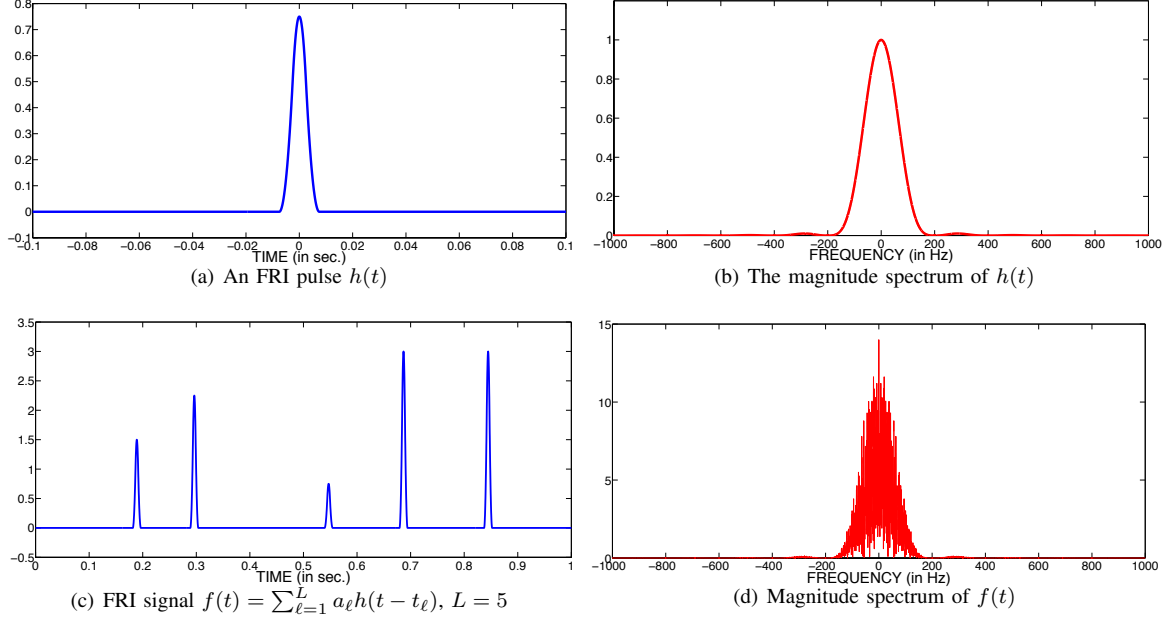 0.8
0.7
0.6
0.5
0.4
0.3
0.2
0.1
0
−0.1
−0.1 −0.08 −0.06 −0.04 −0.02 0 0.02 0.04 0.06 0.08 0.1
TIME (in sec.)
(a) An FRI pulse h(t)
1
0.8
0.6
0.4
0.2
0
−1000 −800 −600 −400 −200 0 200 400 600 800 1000
FREQUENCY (in Hz)
(b) The magnitude spectrum of h(t)
3.5
3
2.5
2
1.5
1
0.5
0
−0.5
0 0.1 0.2 0.3 0.4 0.5 0.6 0.7 0.8 0.9 1
TIME (in sec.)
(c) FRI signal f(t) = ∑_{ℓ=1}^{L} a_ℓ h(t − t_ℓ), L = 5
15
10
5
0
−1000 −800 −600 −400 −200 0 200 400 600 800 1000
FREQUENCY (in Hz)
(d) Magnitude spectrum of f(t)